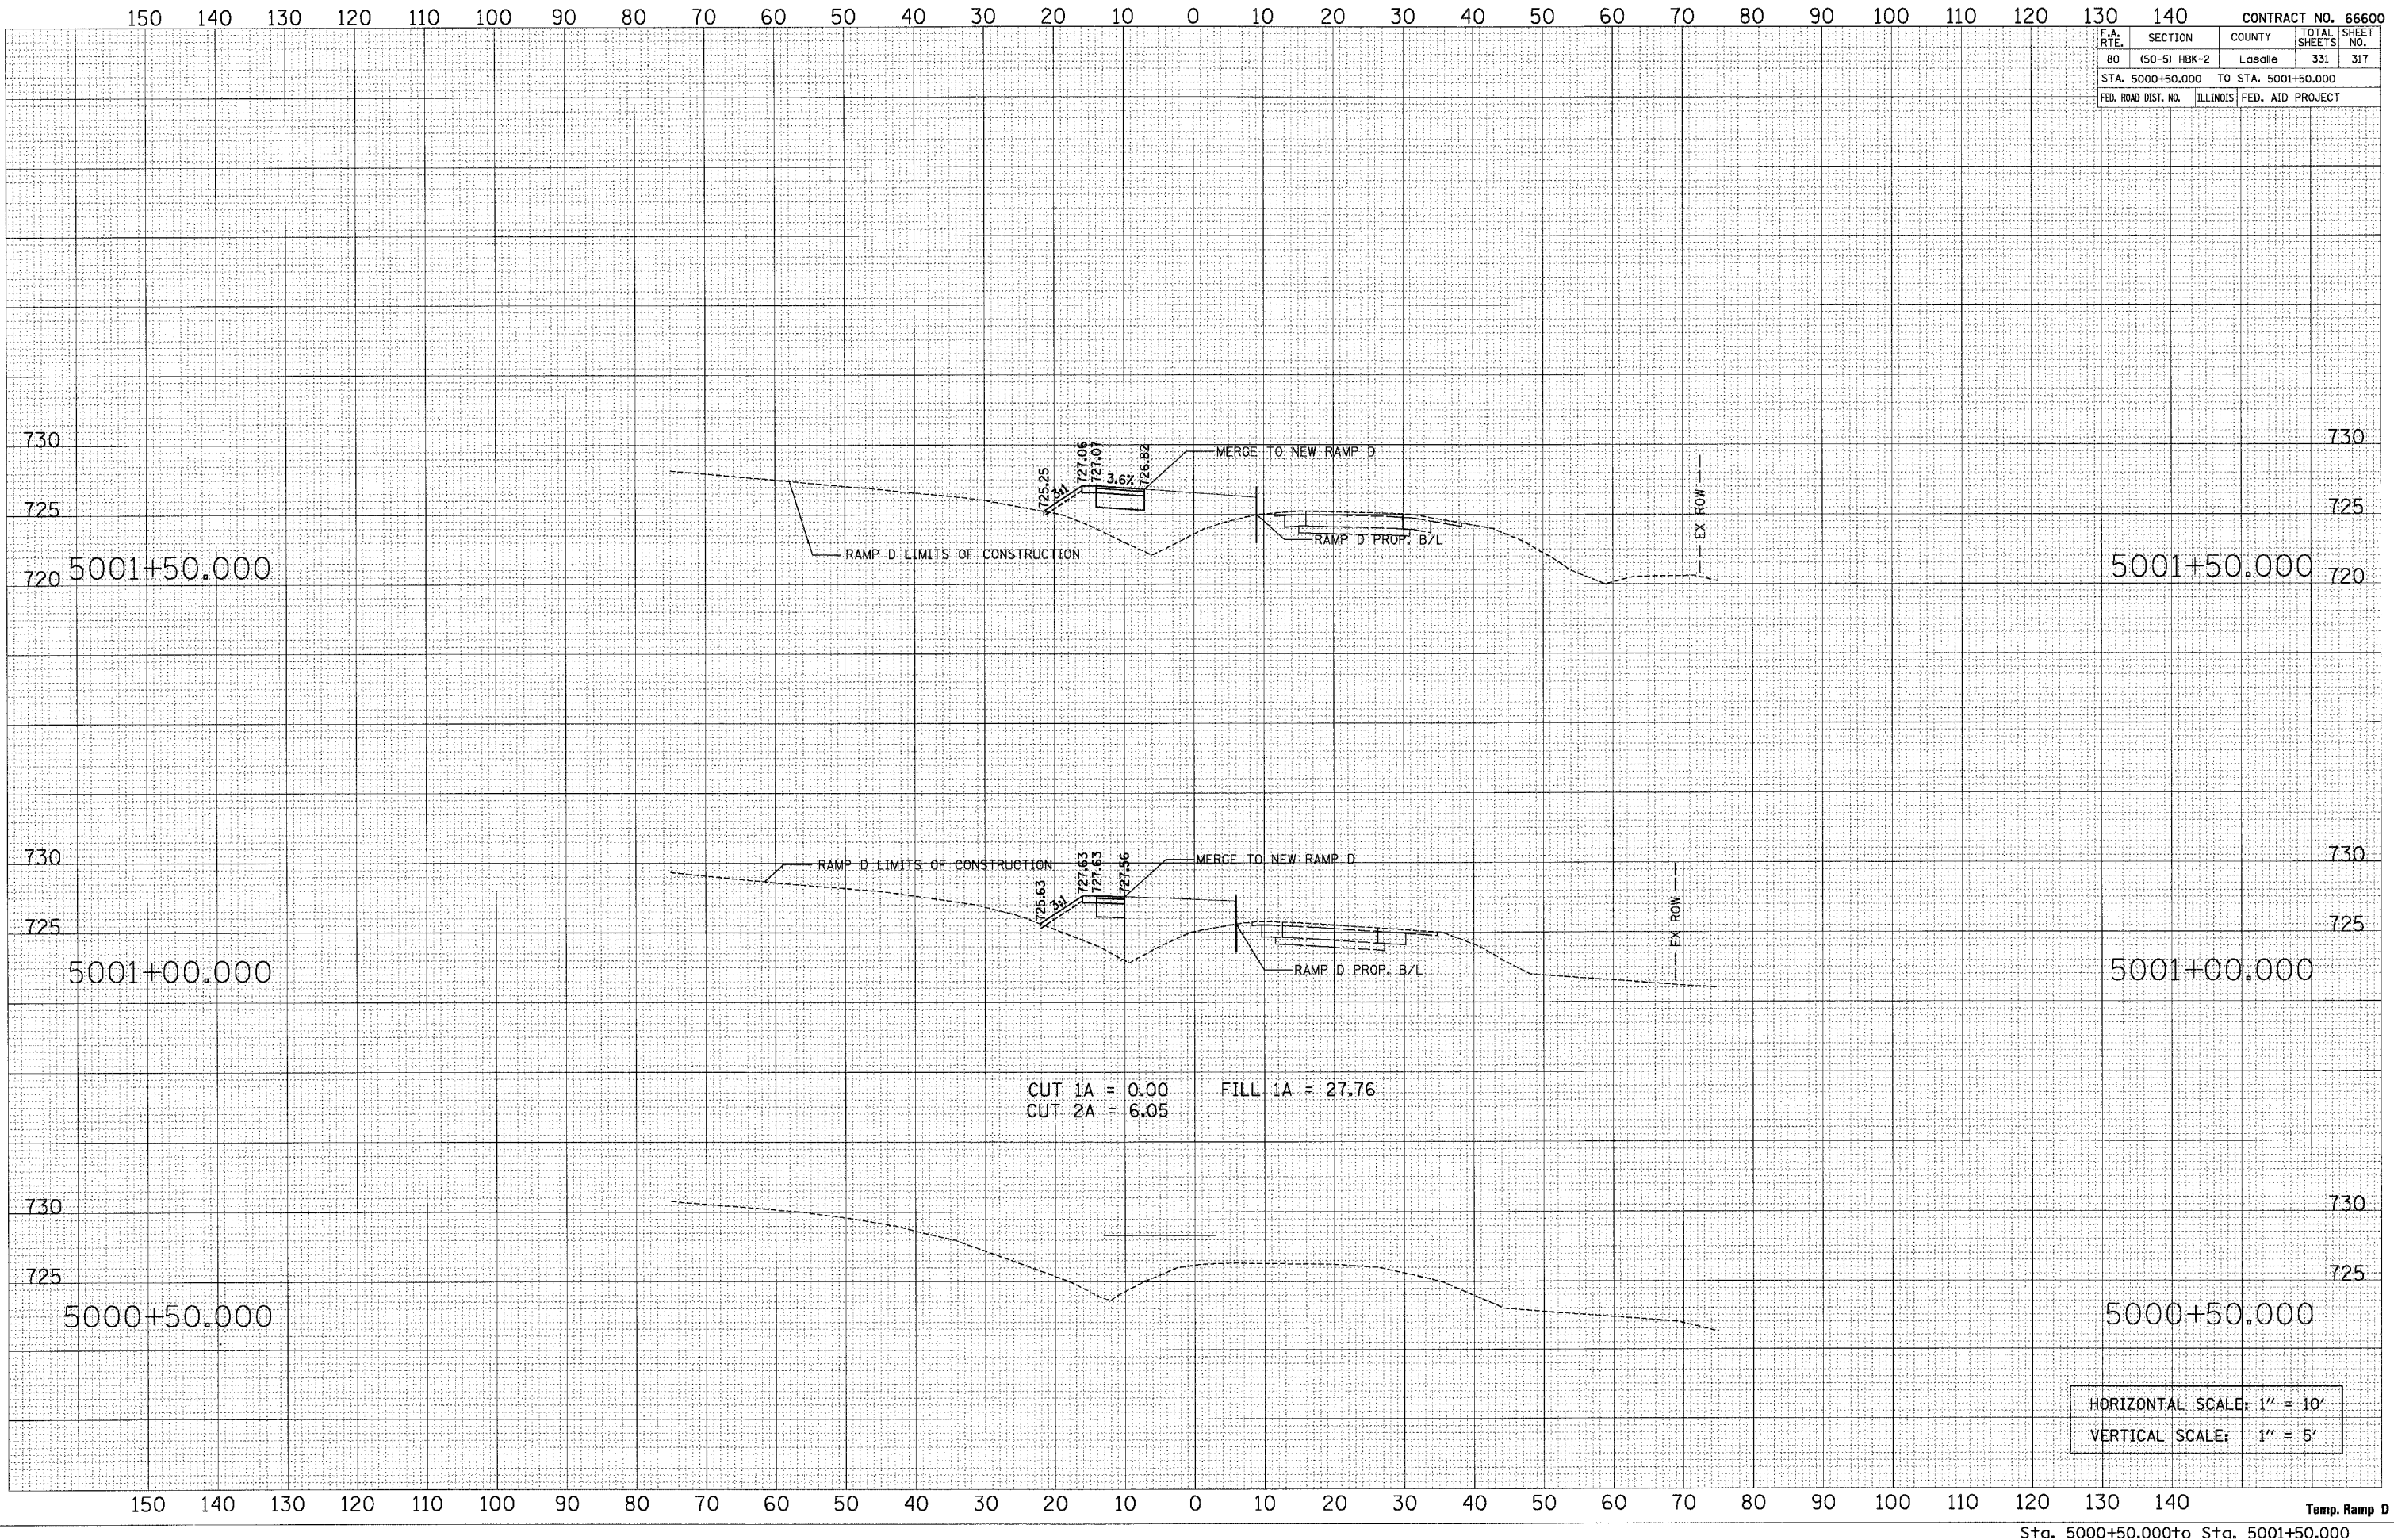 150 140 130 120 110 100 90 80 70 60 50 40 30 20 10 0 10 20 30 40 50 60 70 80 90 100 110 120 130 140
CONTRACT NO. 66600
F.A. RTE. SECTION COUNTY TOTAL SHEETS SHEET NO.
80 (50-5) HBK-2 Lasalle 331 317
STA. 5000+50.000 TO STA. 5001+50.000
FED. ROAD DIST. NO. ILLINOIS FED. AID PROJECT
730 730
725.25 727.06 727.07 726.82
3:1 3.6%
MERGE TO NEW RAMP D
EX ROW
725 725
RAMP D PROP. B/L
RAMP D LIMITS OF CONSTRUCTION
5001+50.000 5001+50.000
720 720
730 730
RAMP D LIMITS OF CONSTRUCTION
725.63 727.63 727.63 727.56
3:1
MERGE TO NEW RAMP D
EX ROW
725 725
5001+00.000 5001+00.000
RAMP D PROP. B/L
CUT 1A = 0.00 FILL 1A = 27.76
CUT 2A = 6.05
730 730
725 725
5000+50.000 5000+50.000
HORIZONTAL SCALE: 1" = 10'
VERTICAL SCALE: 1" = 5'
150 140 130 120 110 100 90 80 70 60 50 40 30 20 10 0 10 20 30 40 50 60 70 80 90 100 110 120 130 140
Temp. Ramp D
Sta. 5000+50.000to Sta. 5001+50.000